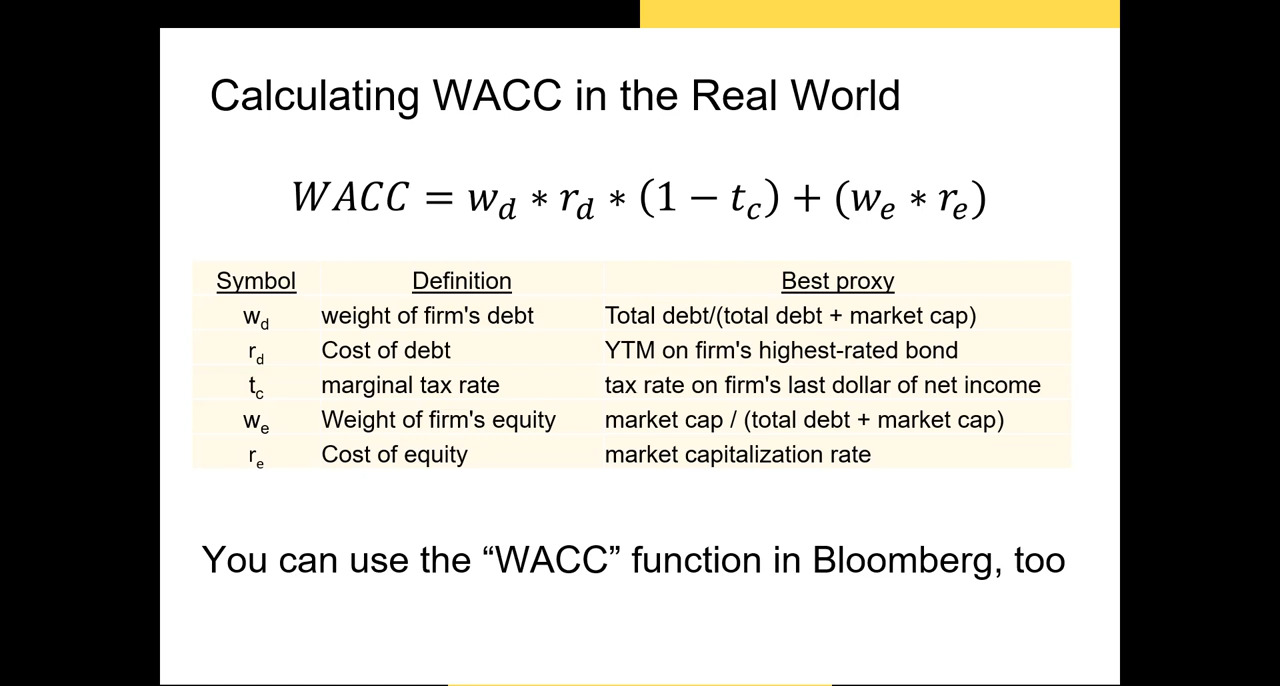 Calculating WACC in the Real World
WACC = w_d * r_d * (1 − t_c) + (w_e * r_e)
Symbol Definition Best proxy
w_d weight of firm's debt Total debt/(total debt + market cap)
r_d Cost of debt YTM on firm's highest-rated bond
t_c marginal tax rate tax rate on firm's last dollar of net income
w_e Weight of firm's equity market cap / (total debt + market cap)
r_e Cost of equity market capitalization rate
You can use the “WACC” function in Bloomberg, too